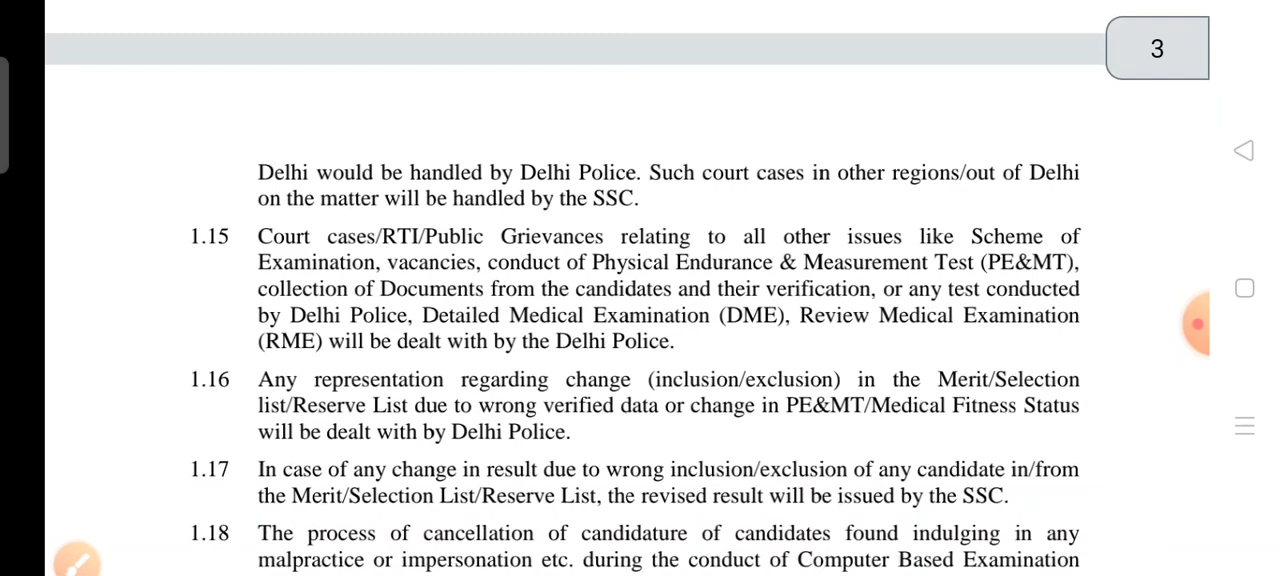 3
Delhi would be handled by Delhi Police. Such court cases in other regions/out of Delhi
on the matter will be handled by the SSC.
1.15 Court cases/RTI/Public Grievances relating to all other issues like Scheme of
Examination, vacancies, conduct of Physical Endurance & Measurement Test (PE&MT),
collection of Documents from the candidates and their verification, or any test conducted
by Delhi Police, Detailed Medical Examination (DME), Review Medical Examination
(RME) will be dealt with by the Delhi Police.
1.16 Any representation regarding change (inclusion/exclusion) in the Merit/Selection
list/Reserve List due to wrong verified data or change in PE&MT/Medical Fitness Status
will be dealt with by Delhi Police.
1.17 In case of any change in result due to wrong inclusion/exclusion of any candidate in/from
the Merit/Selection List/Reserve List, the revised result will be issued by the SSC.
1.18 The process of cancellation of candidature of candidates found indulging in any
malpractice or impersonation etc. during the conduct of Computer Based Examination